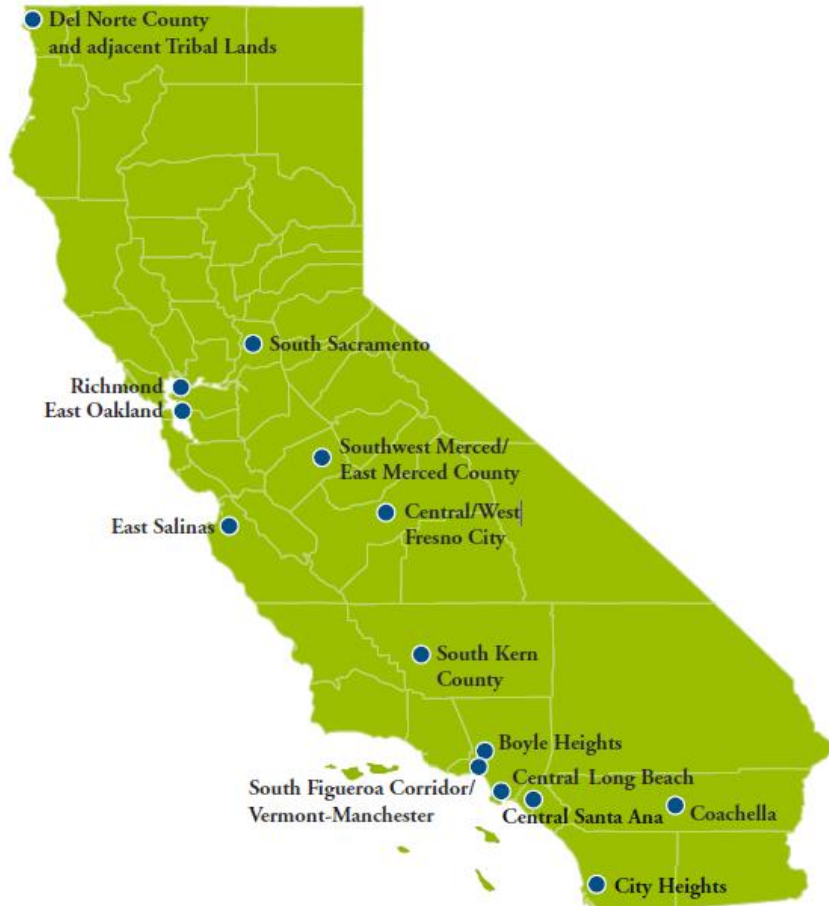 Del Norte County
and adjacent Tribal Lands
South Sacramento
Richmond
East Oakland
Southwest Merced/
East Merced County
Central/West
Fresno City
East Salinas
South Kern
County
Boyle Heights
South Figueroa Corridor/
Vermont-Manchester
Central Long Beach
Central Santa Ana
Coachella
City Heights